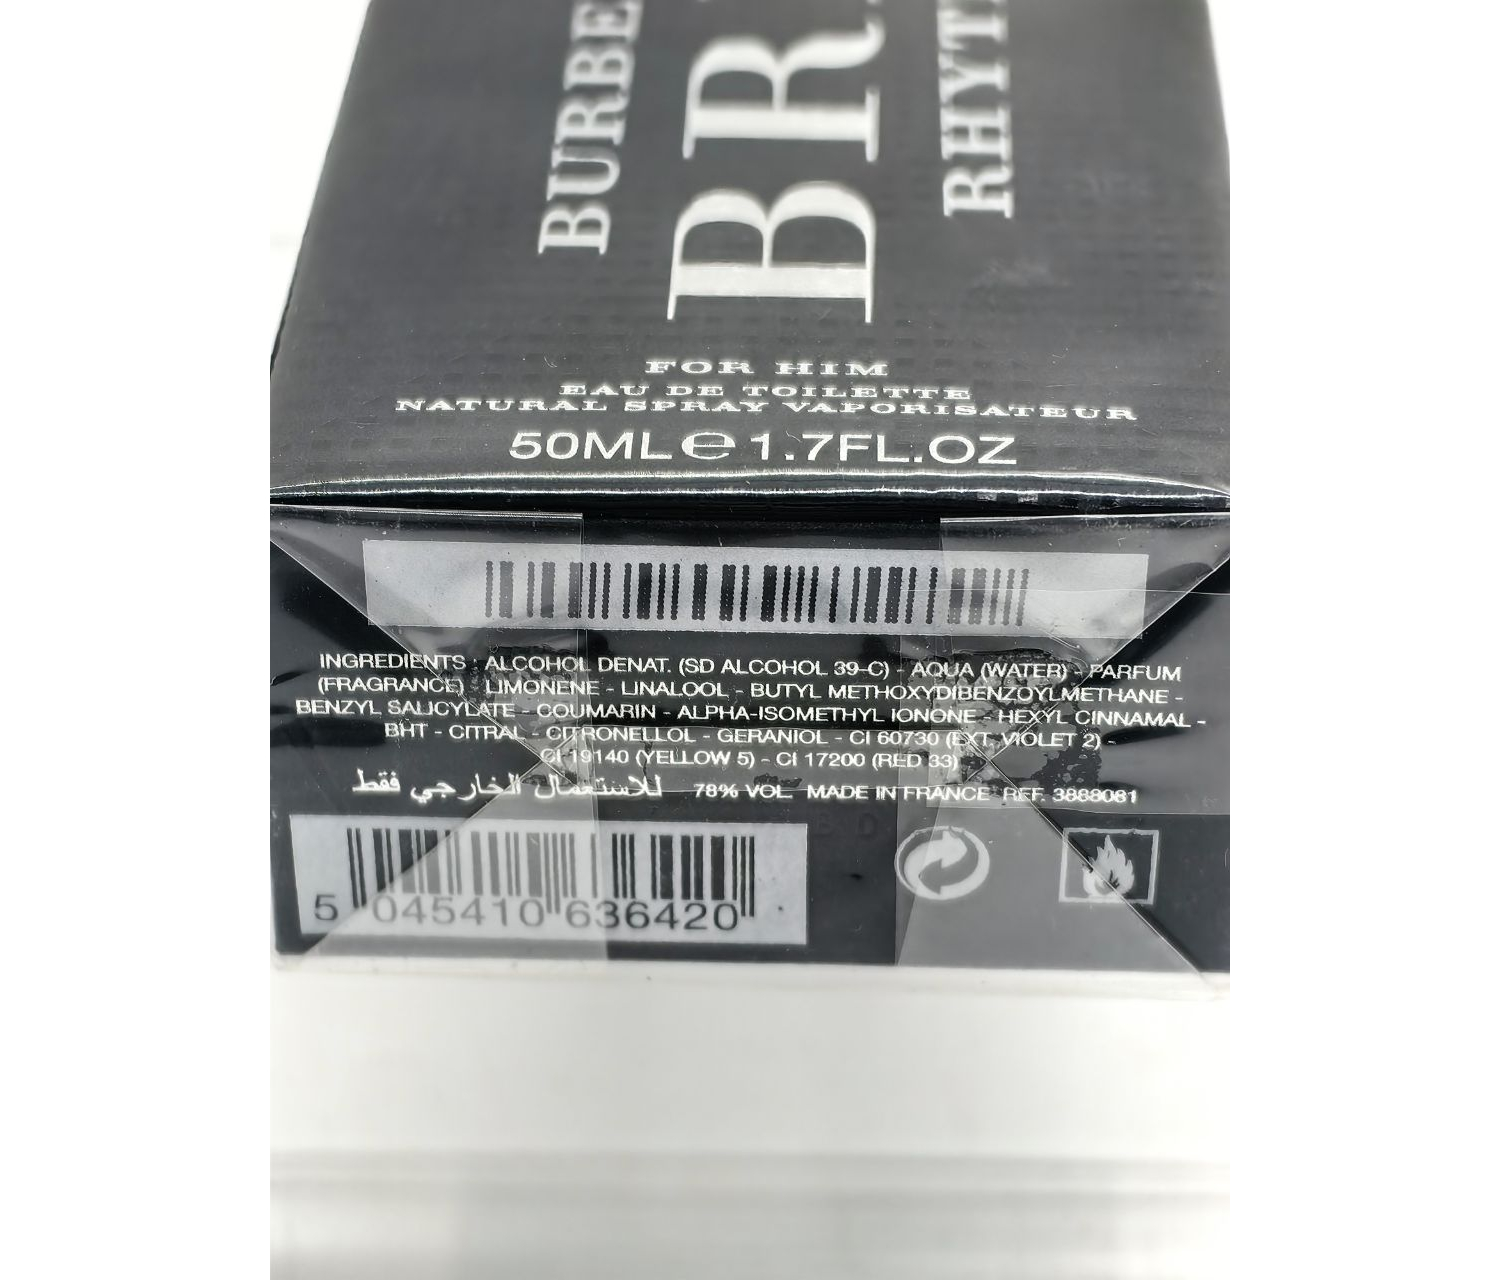 BURBE
BR
RHYT
FOR HIM
EAU DE TOILETTE
NATURAL SPRAY VAPORISATEUR
50ML e 1.7FL.OZ
INGREDIENTS : ALCOHOL DENAT. (SD ALCOHOL 39-C) - AQUA (WATER) - PARFUM
(FRAGRANCE) - LIMONENE - LINALOOL - BUTYL METHOXYDIBENZOYLMETHANE -
BENZYL SALICYLATE - COUMARIN - ALPHA-ISOMETHYL IONONE - HEXYL CINNAMAL -
BHT - CITRAL - CITRONELLOL - GERANIOL - CI 60730 (EXT. VIOLET 2) -
CI 19140 (YELLOW 5) - CI 17200 (RED 33)
للاستعمال الخارجي فقط 78% VOL MADE IN FRANCE REF. 3888081
5 045410 636420